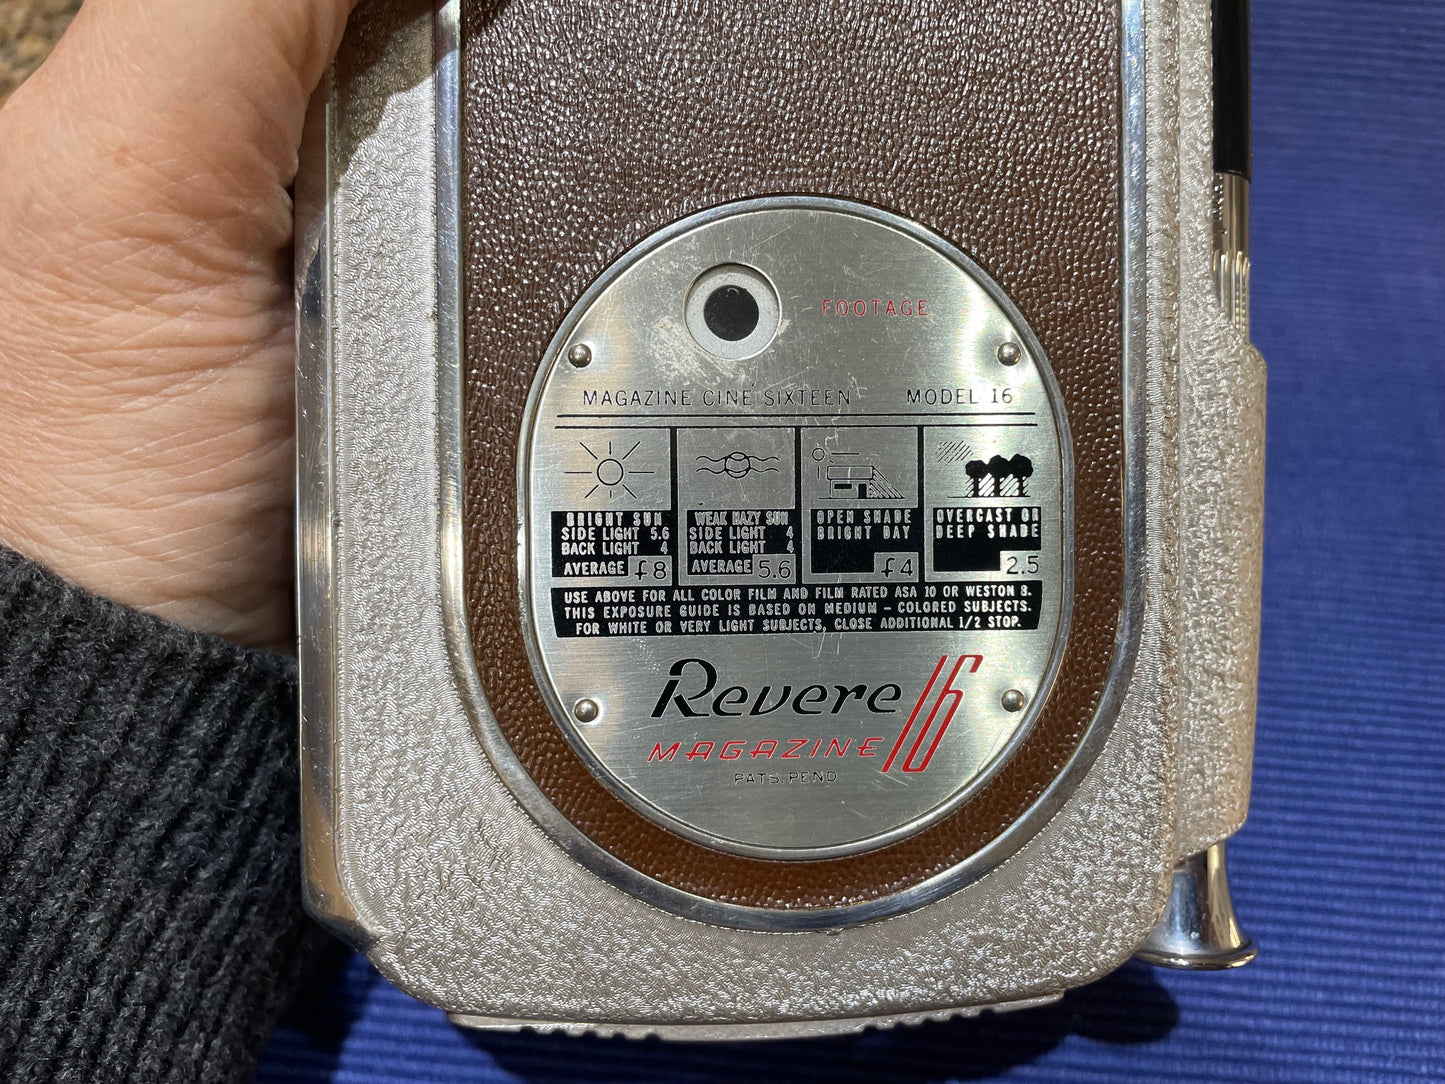 FOOTAGE
MAGAZINE CINÉ SIXTEEN MODEL 16
BRIGHT SUN
SIDE LIGHT 5.6
BACK LIGHT 4
AVERAGE f8
WEAK HAZY SUN
SIDE LIGHT 4
BACK LIGHT 4
AVERAGE 5.6
OPEN SHADE
BRIGHT DAY
f4
OVERCAST OR
DEEP SHADE
2.5
USE ABOVE FOR ALL COLOR FILM AND FILM RATED ASA 10 OR WESTON 8.
THIS EXPOSURE GUIDE IS BASED ON MEDIUM - COLORED SUBJECTS.
FOR WHITE OR VERY LIGHT SUBJECTS, CLOSE ADDITIONAL 1/2 STOP.
Revere 16
MAGAZINE
PATS. PEND.